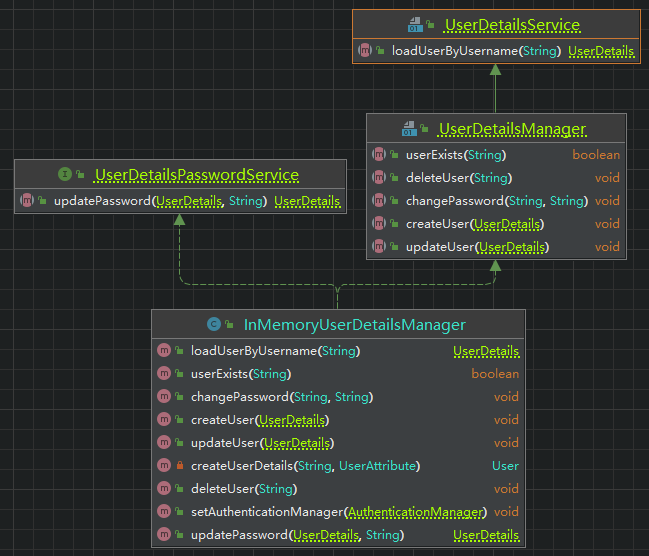 UserDetailsService
loadUserByUsername(String) UserDetails
UserDetailsManager
userExists(String) boolean
deleteUser(String) void
changePassword(String, String) void
createUser(UserDetails) void
updateUser(UserDetails) void
UserDetailsPasswordService
updatePassword(UserDetails, String) UserDetails
InMemoryUserDetailsManager
loadUserByUsername(String) UserDetails
userExists(String) boolean
changePassword(String, String) void
createUser(UserDetails) void
updateUser(UserDetails) void
createUserDetails(String, UserAttribute) User
deleteUser(String) void
setAuthenticationManager(AuthenticationManager) void
updatePassword(UserDetails, String) UserDetails